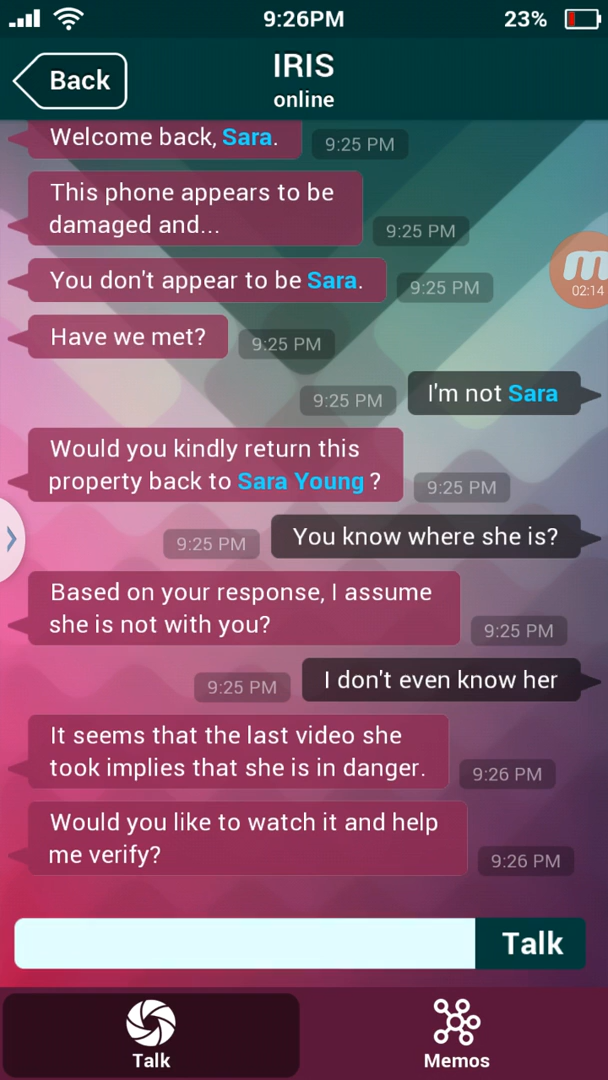 9:26PM
23%
Back
IRIS
online
Welcome back, Sara.
9:25 PM
This phone appears to be
damaged and...
9:25 PM
You don't appear to be Sara.
9:25 PM
Have we met?
9:25 PM
02:14
I'm not Sara
9:25 PM
Would you kindly return this
property back to Sara Young ?
9:25 PM
You know where she is?
9:25 PM
Based on your response, I assume
she is not with you?
9:25 PM
I don't even know her
9:25 PM
It seems that the last video she
took implies that she is in danger.
9:26 PM
Would you like to watch it and help
me verify?
9:26 PM
Talk
Talk
Memos